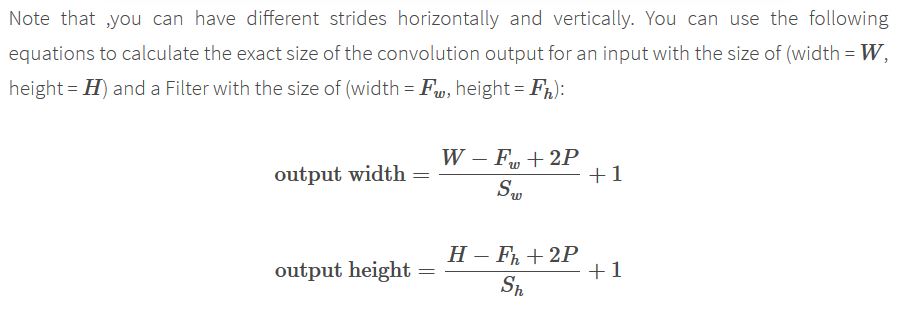 Note that ,you can have different strides horizontally and vertically. You can use the following
equations to calculate the exact size of the convolution output for an input with the size of (width = W,
height = H) and a Filter with the size of (width = F_w, height = F_h):
output width = \frac{W - F_w + 2P}{S_w} + 1
output height = \frac{H - F_h + 2P}{S_h} + 1